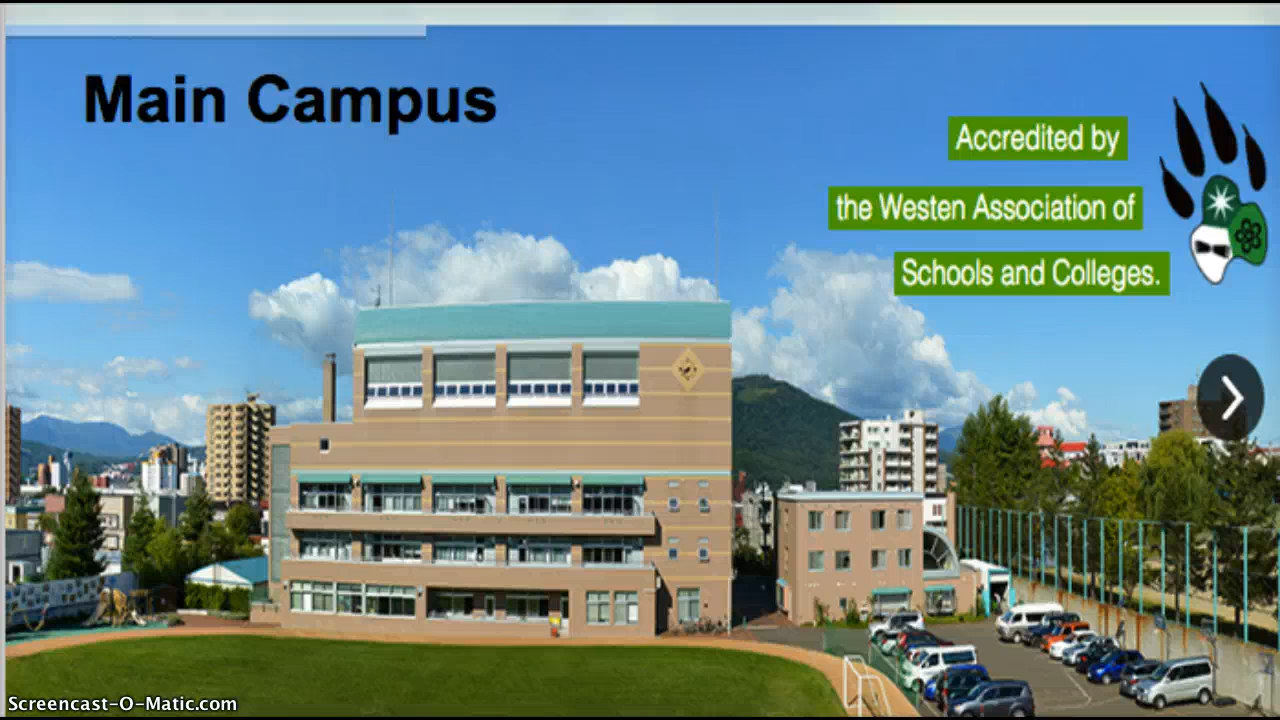 Main Campus
Accredited by
the Westen Association of
Schools and Colleges.
Screencast-O-Matic.com